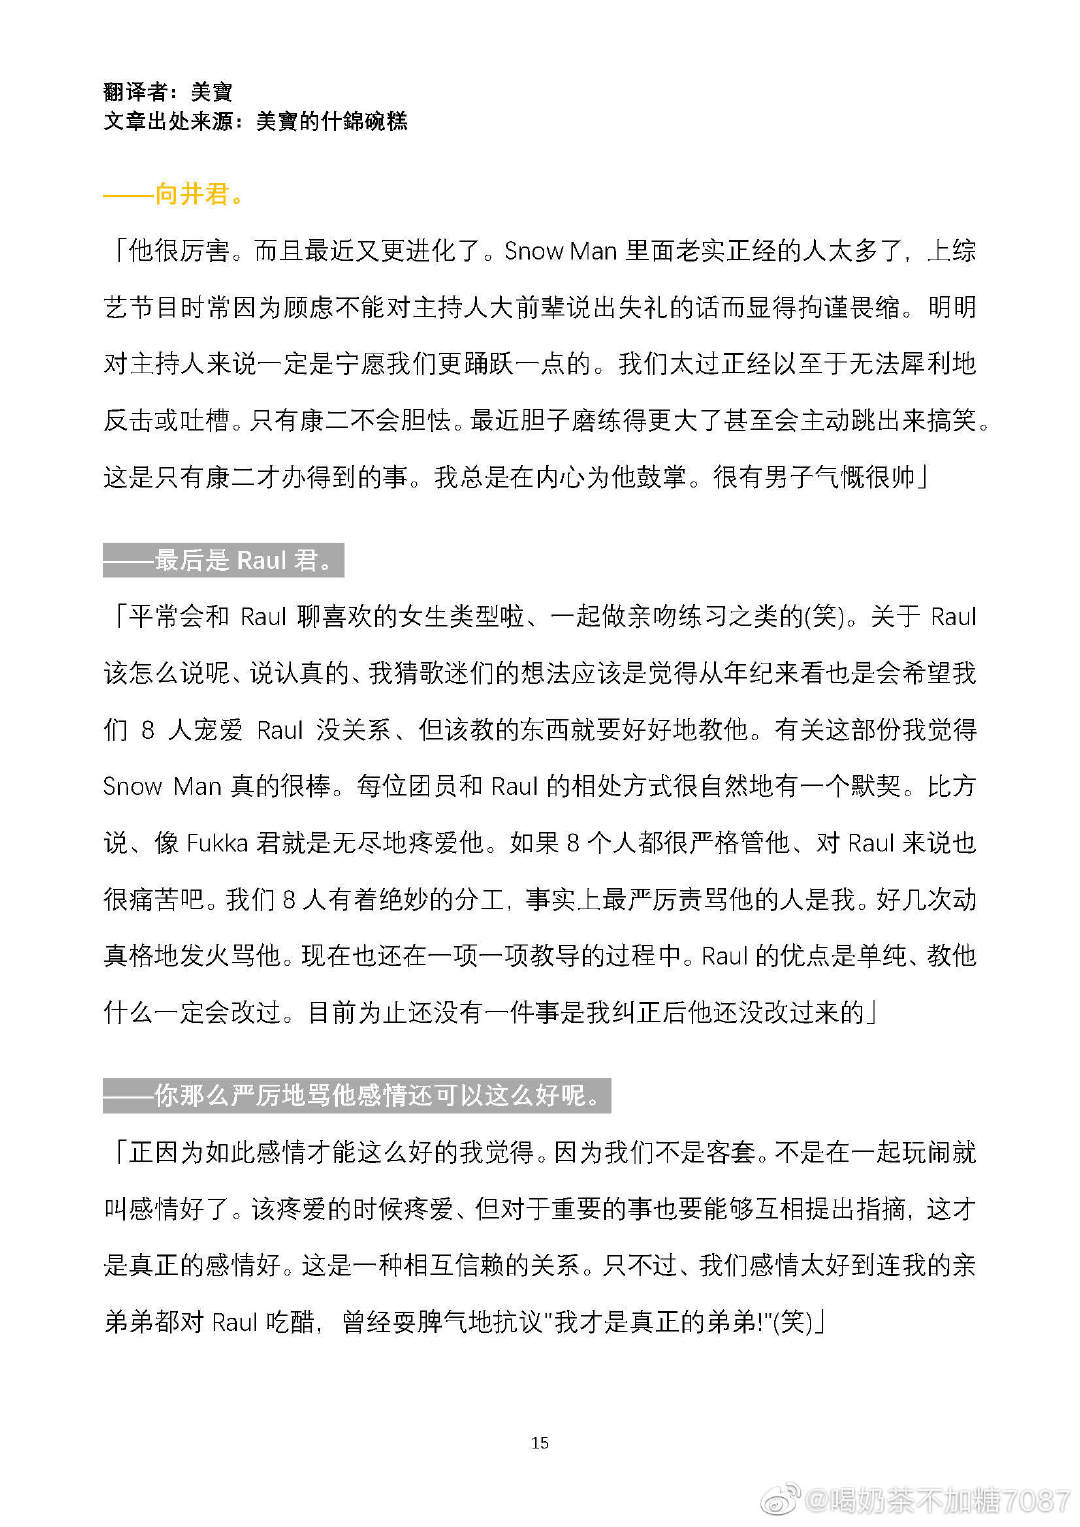 翻译者：美寶
文章出处来源：美寶的什錦碗糕
——向井君。
「他很厉害。而且最近又更进化了。Snow Man 里面老实正经的人太多了，上综
艺节目时常因为顾虑不能对主持人大前辈说出失礼的话而显得拘谨畏缩。明明
对主持人来说一定是宁愿我们更踊跃一点的。我们太过正经以至于无法犀利地
反击或吐槽。只有康二不会胆怯。最近胆子磨练得更大了甚至会主动跳出来搞笑。
这是只有康二才办得到的事。我总是在内心为他鼓掌。很有男子气慨很帅」
——最后是 Raul 君。
「平常会和 Raul 聊喜欢的女生类型啦、一起做亲吻练习之类的(笑)。关于 Raul
该怎么说呢、说认真的、我猜歌迷们的想法应该是觉得从年纪来看也是会希望我
们 8 人宠爱 Raul 没关系、但该教的东西就要好好地教他。有关这部份我觉得
Snow Man 真的很棒。每位团员和 Raul 的相处方式很自然地有一个默契。比方
说、像 Fukka 君就是无尽地疼爱他。如果 8 个人都很严格管他、对 Raul 来说也
很痛苦吧。我们 8 人有着绝妙的分工，事实上最严厉责骂他的人是我。好几次动
真格地发火骂他。现在也还在一项一项教导的过程中。Raul 的优点是单纯、教他
什么一定会改过。目前为止还没有一件事是我纠正后他还没改过来的」
——你那么严厉地骂他感情还可以这么好呢。
「正因为如此感情才能这么好的我觉得。因为我们不是客套。不是在一起玩闹就
叫感情好了。该疼爱的时候疼爱、但对于重要的事也要能够互相提出指摘，这才
是真正的感情好。这是一种相互信赖的关系。只不过、我们感情太好到连我的亲
弟弟都对 Raul 吃醋，曾经耍脾气地抗议"我才是真正的弟弟!"(笑)」
15
@喝奶茶不加糖7087